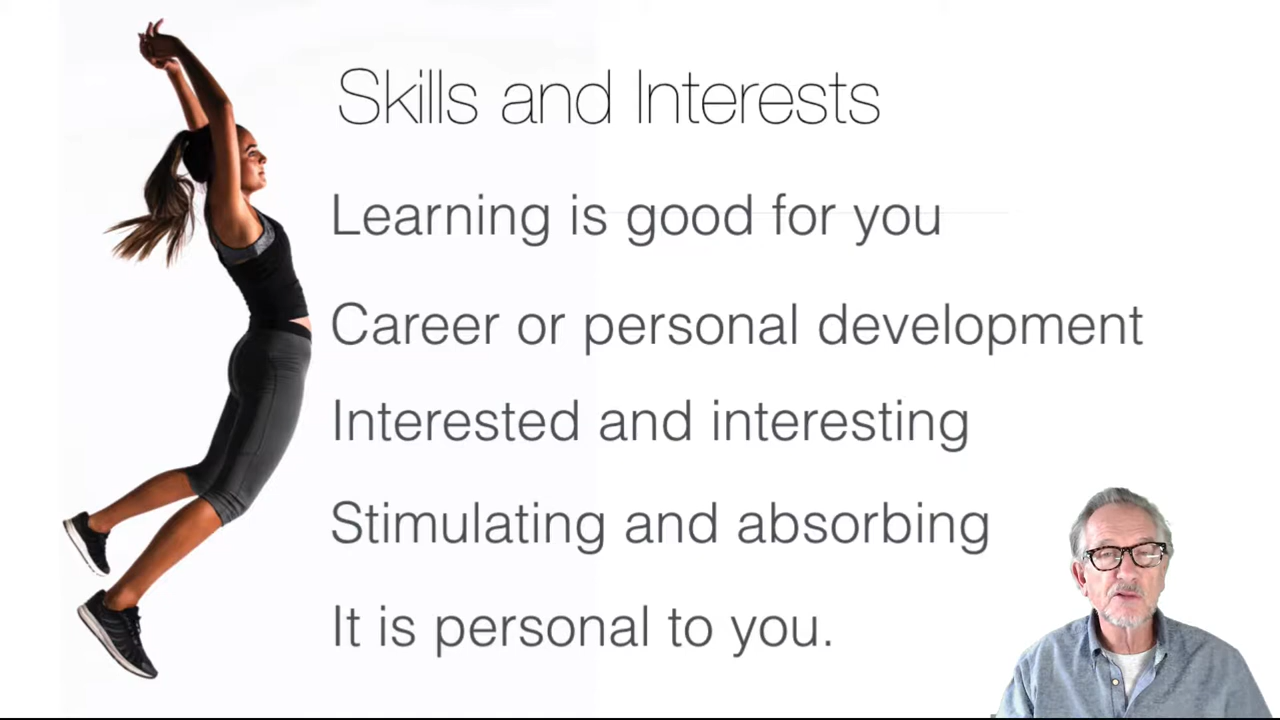 Skills and Interests
Learning is good for you
Career or personal development
Interested and interesting
Stimulating and absorbing
It is personal to you.